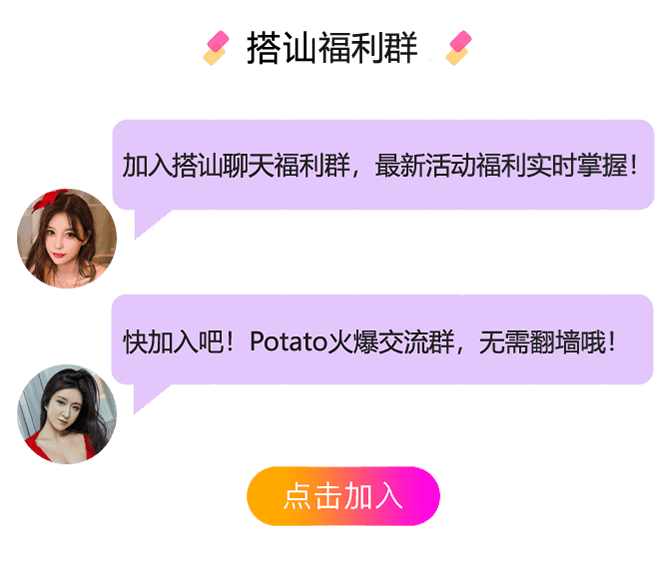 搭讪福利群
加入搭讪聊天福利群，最新活动福利实时掌握！
快加入吧！Potato火爆交流群，无需翻墙哦！
点击加入